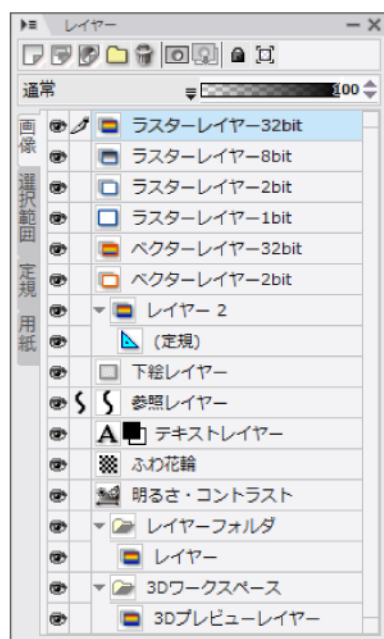 レイヤー
通常
100
画像
選択範囲
定規
用紙
ラスターレイヤー32bit
ラスターレイヤー8bit
ラスターレイヤー2bit
ラスターレイヤー1bit
ベクターレイヤー32bit
ベクターレイヤー2bit
レイヤー 2
(定規)
下絵レイヤー
参照レイヤー
A テキストレイヤー
ふわ花輪
明るさ・コントラスト
レイヤーフォルダ
レイヤー
3Dワークスペース
3Dプレビューレイヤー